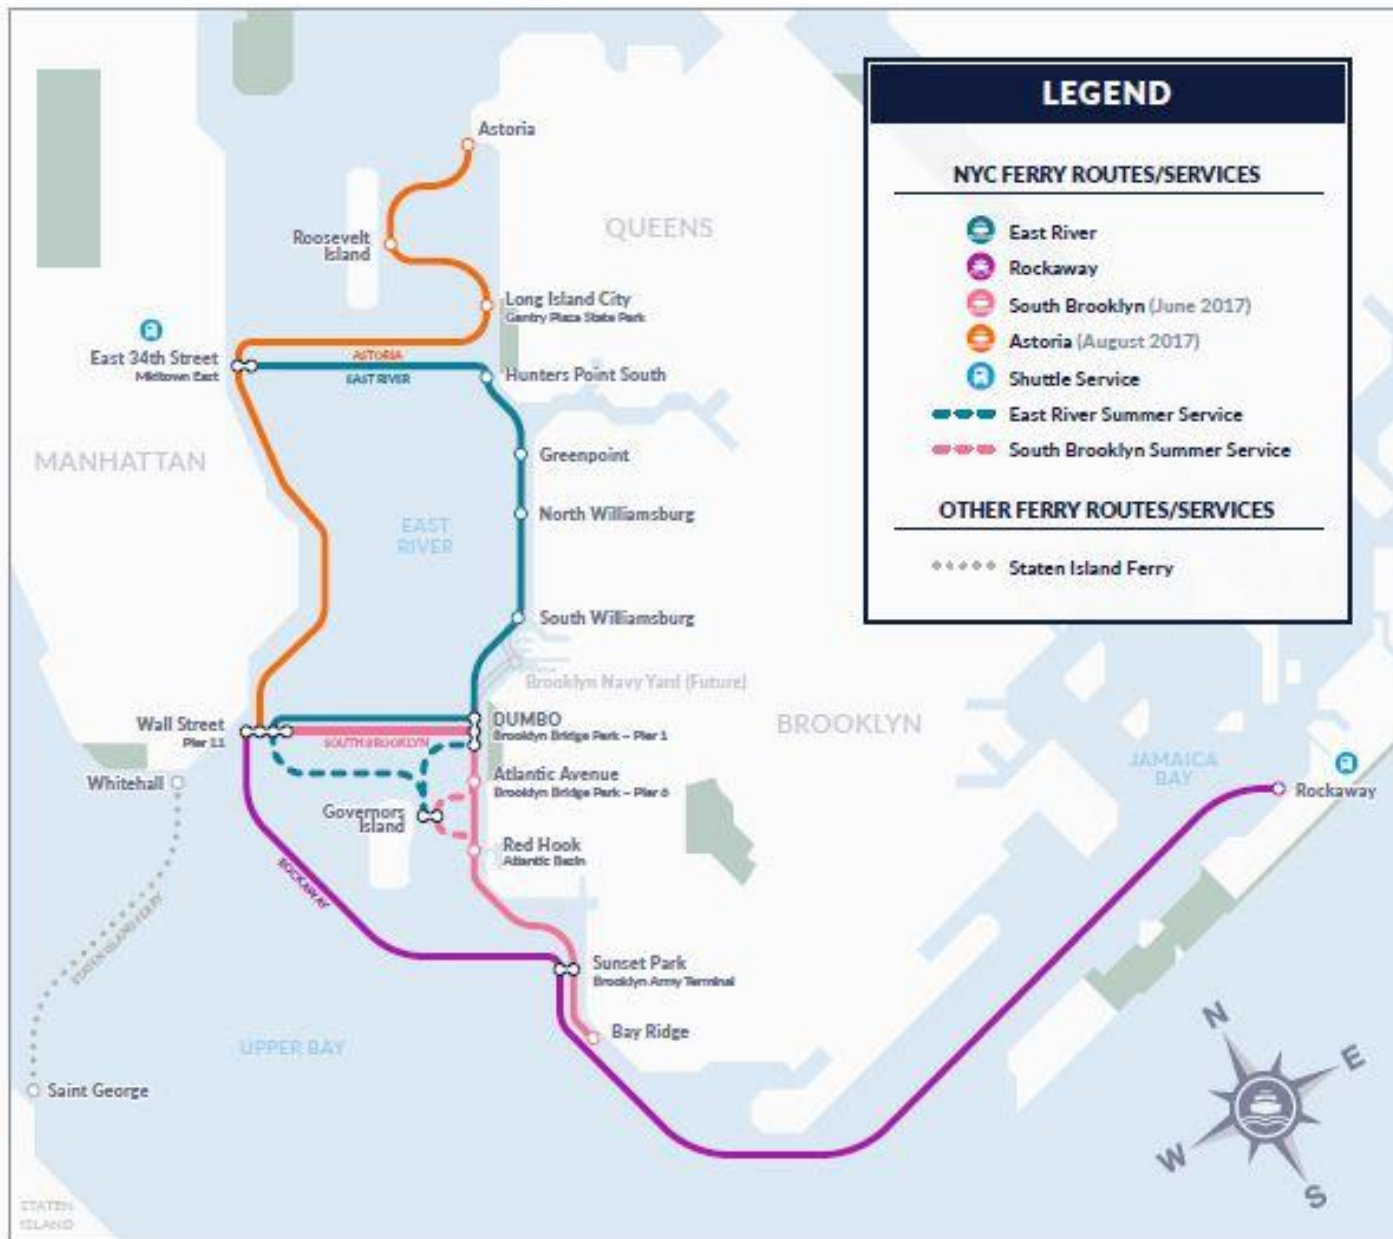 Astoria
QUEENS
Roosevelt
Island
Long Island City
Gantry Plaza State Park
East 34th Street
Midtown East
ASTORIA
EAST RIVER
Hunters Point South
MANHATTAN
Greenpoint
EAST
RIVER
North Williamsburg
South Williamsburg
Brooklyn Navy Yard (Future)
Wall Street
Pier 11
SOUTH BROOKLYN
DUMBO
Brooklyn Bridge Park – Pier 1
BROOKLYN
Whitehall
Atlantic Avenue
Brooklyn Bridge Park – Pier 6
Governors
Island
Red Hook
Atlantic Basin
JAMAICA
BAY
Rockaway
ROCKAWAY
STATEN ISLAND FERRY
Sunset Park
Brooklyn Army Terminal
Bay Ridge
UPPER BAY
Saint George
STATEN
ISLAND
LEGEND
NYC FERRY ROUTES/SERVICES
East River
Rockaway
South Brooklyn (June 2017)
Astoria (August 2017)
Shuttle Service
East River Summer Service
South Brooklyn Summer Service
OTHER FERRY ROUTES/SERVICES
Staten Island Ferry
N
E
W
S